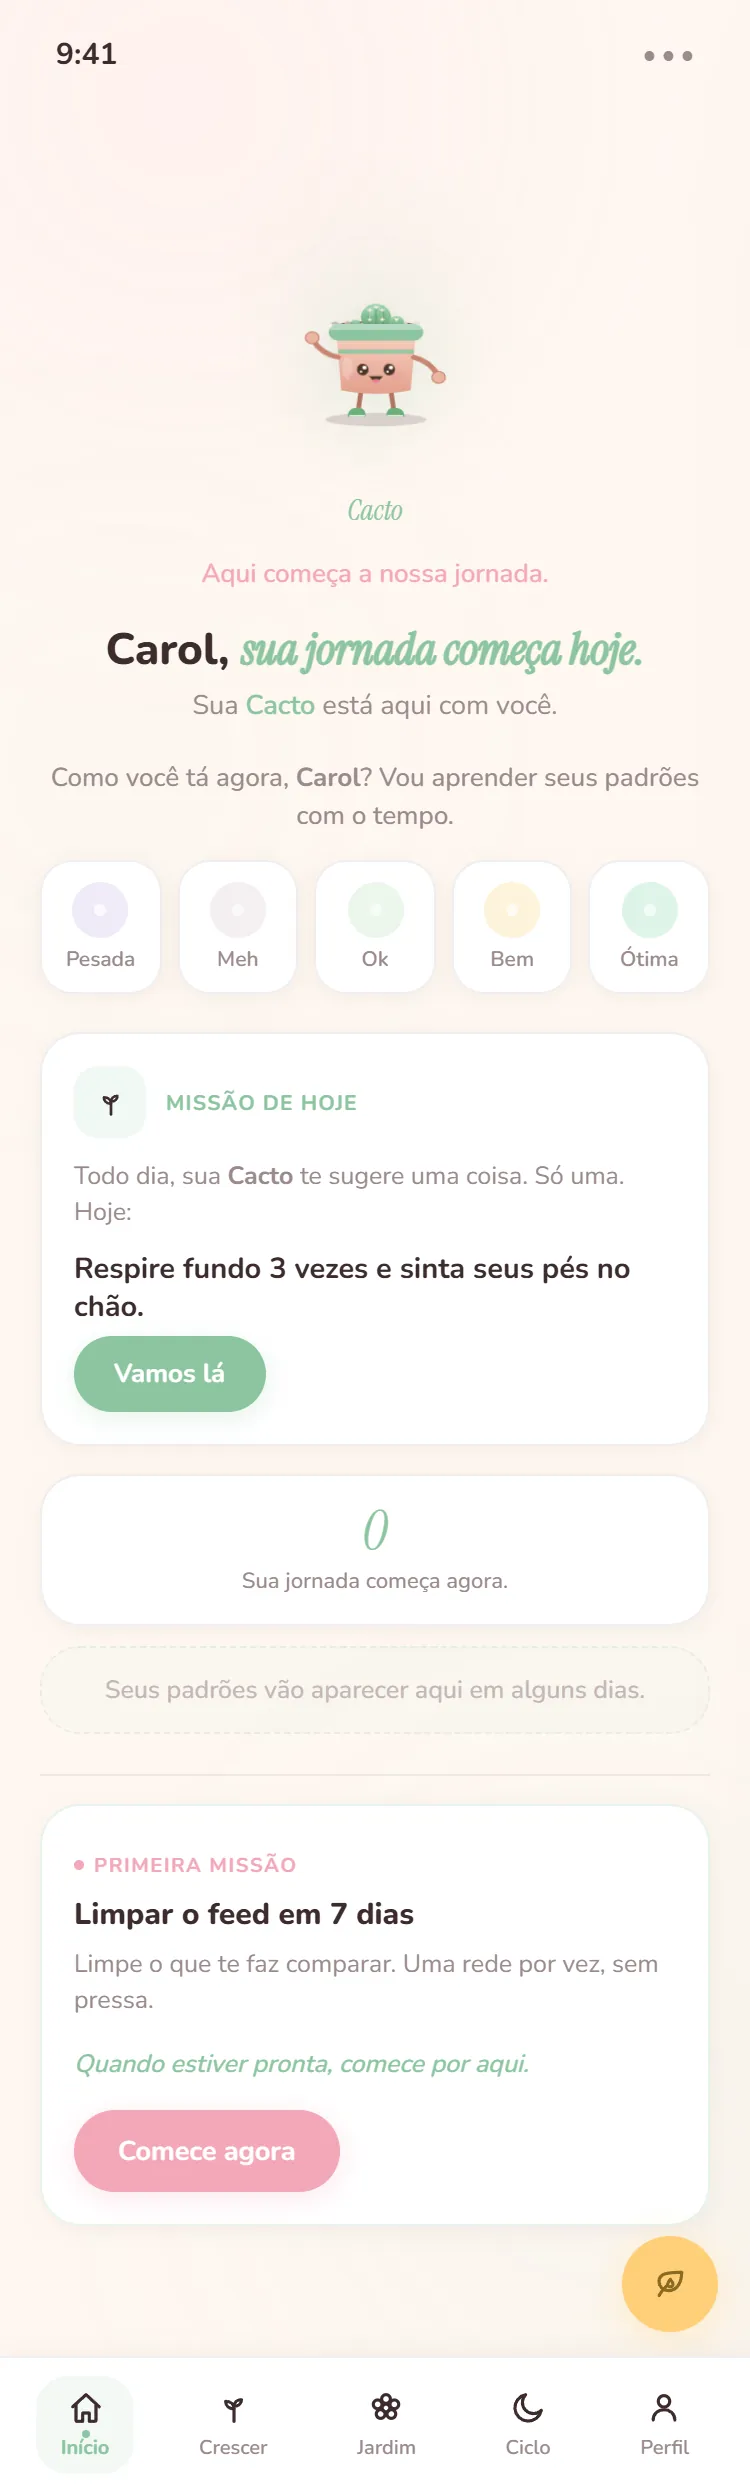 9:41
Cacto
Aqui começa a nossa jornada.
Carol, sua jornada começa hoje.
Sua Cacto está aqui com você.
Como você tá agora, Carol? Vou aprender seus padrões
com o tempo.
Pesada
Meh
Ok
Bem
Ótima
MISSÃO DE HOJE
Todo dia, sua Cacto te sugere uma coisa. Só uma.
Hoje:
Respire fundo 3 vezes e sinta seus pés no
chão.
Vamos lá
0
Sua jornada começa agora.
Seus padrões vão aparecer aqui em alguns dias.
PRIMEIRA MISSÃO
Limpar o feed em 7 dias
Limpe o que te faz comparar. Uma rede por vez, sem
pressa.
Quando estiver pronta, comece por aqui.
Comece agora
Início
Crescer
Jardim
Ciclo
Perfil